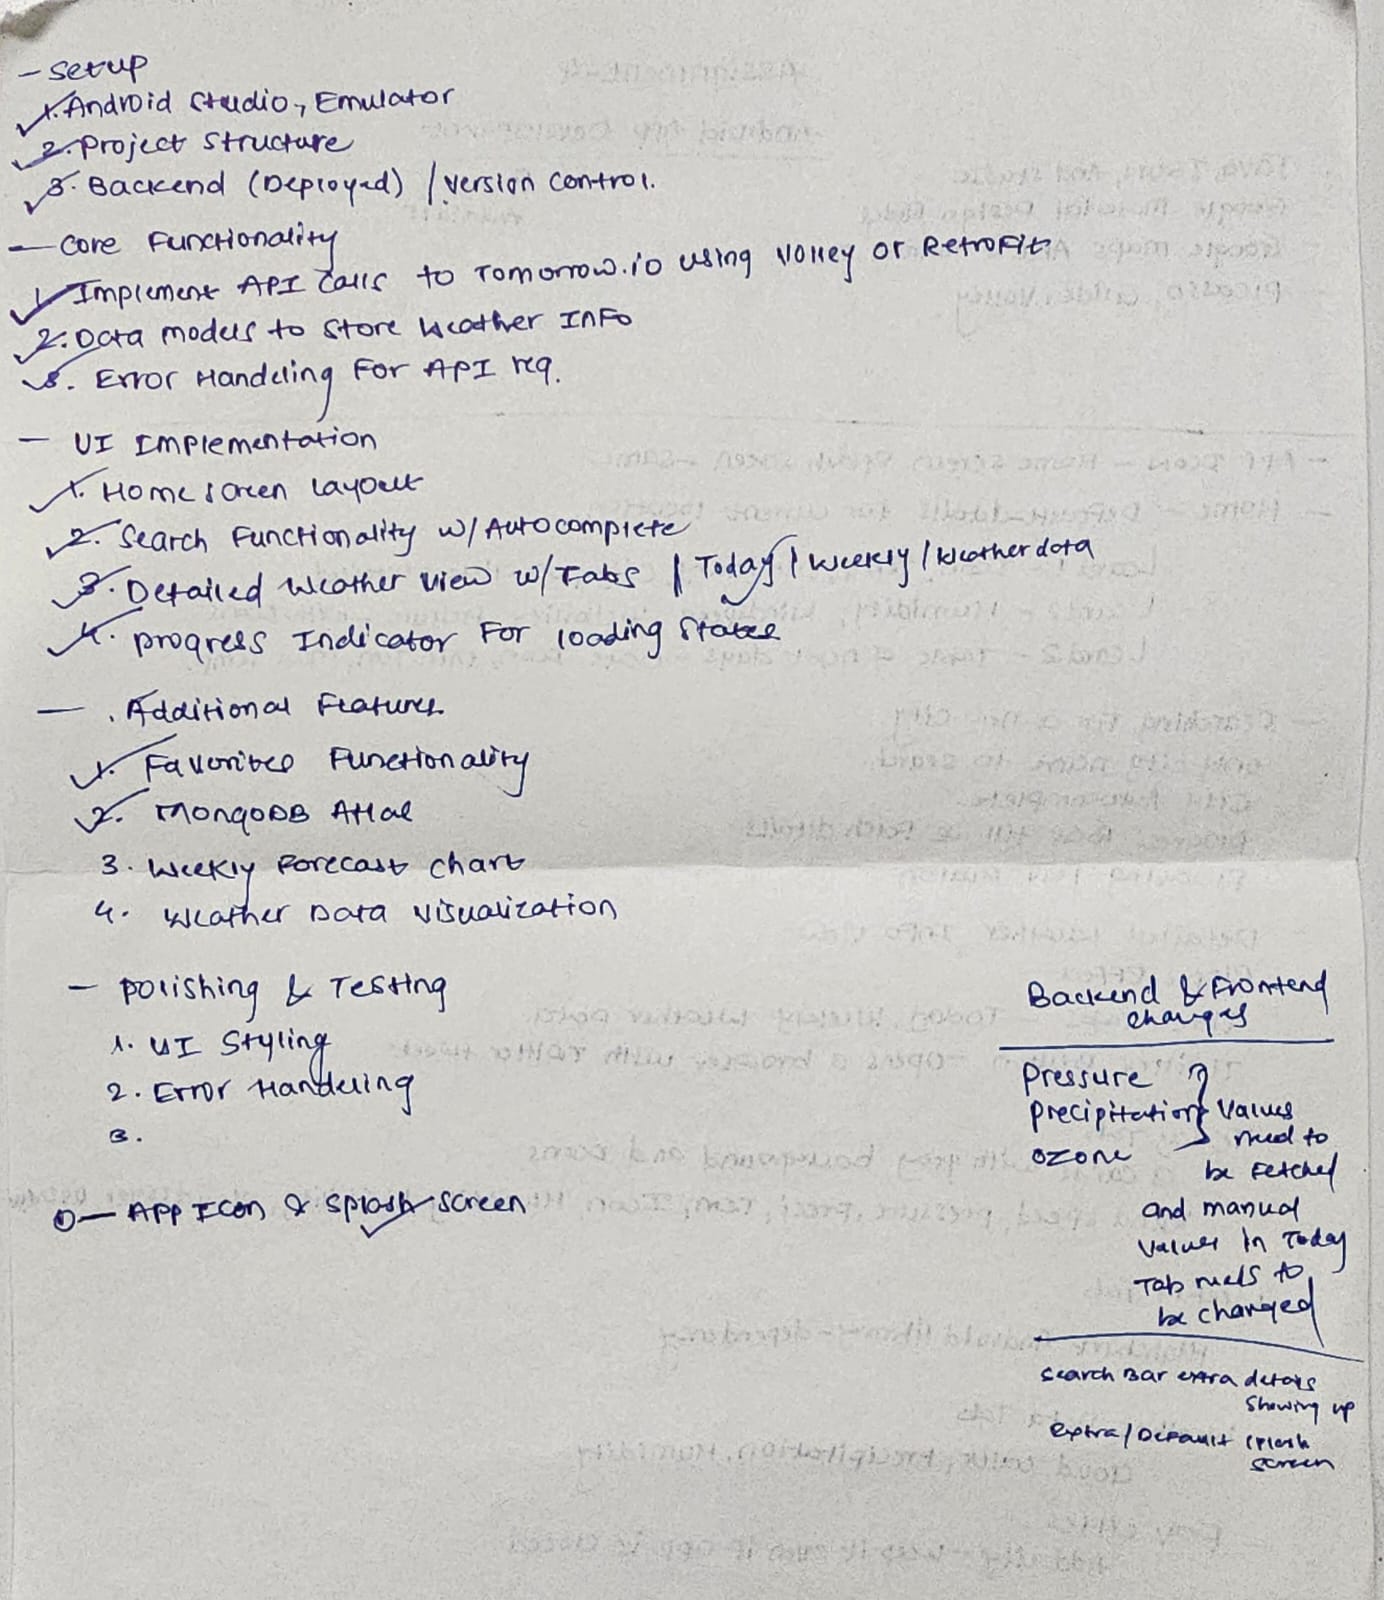 - Setup
1. Android Studio, Emulator
2. Project Structure
3. Backend (Deployed) / Version control.
- Core Functionality
1. Implement API Calls to Tomorrow.io using Volley or Retrofit
2. Data models to store Weather Info
3. Error Handeling For API req.
- UI Implementation
1. Home screen layout
2. Search Functionality w/ Autocomplete
3. Detailed Weather View w/ Tabs | Today | Weekly / Weather data
4. progress Indicator For loading states
- . Additional Features
1. Favorites Functionality
2. MongoDB Atlas
3. Weekly Forecast chart
4. Weather Data Visualization
- Polishing & Testing
1. UI Styling
2. Error Handeling
3.
0 - APP Icon & Splash Screen
Backend & Frontend
changes
Pressure
precipitation } Values
need to
ozone
be Fetched
and manual
values in Today
Tab needs to
be changed
Search Bar extra details
showing up
extra / Default splash
screen